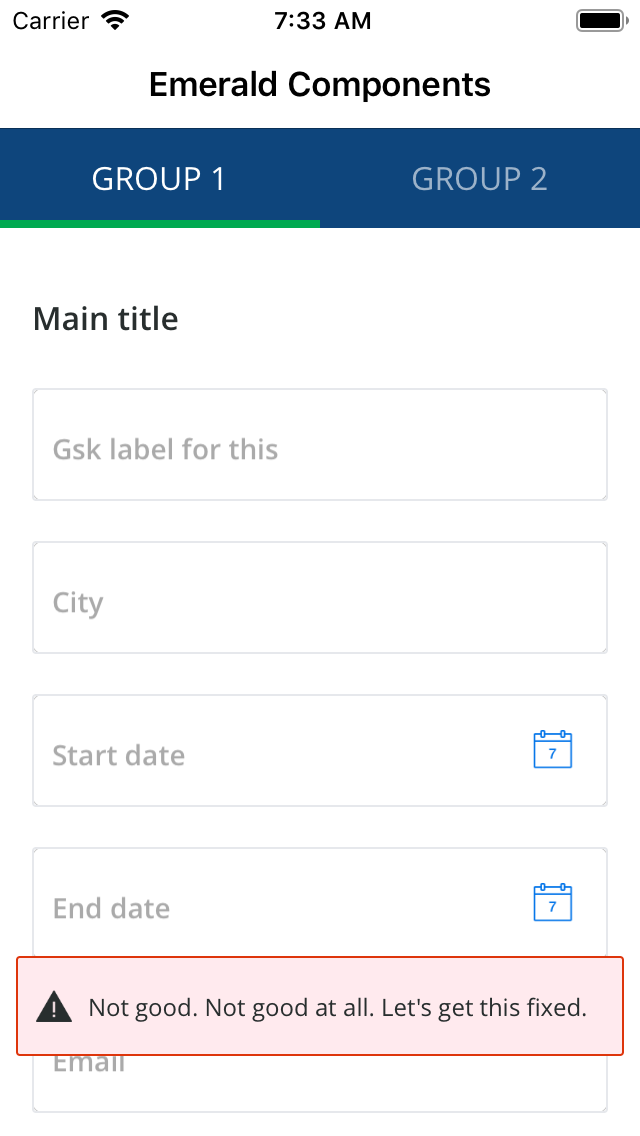 Carrier 7:33 AM
Emerald Components
GROUP 1 GROUP 2
Main title
Gsk label for this
City
Start date 7
End date 7
Not good. Not good at all. Let's get this fixed.
Email